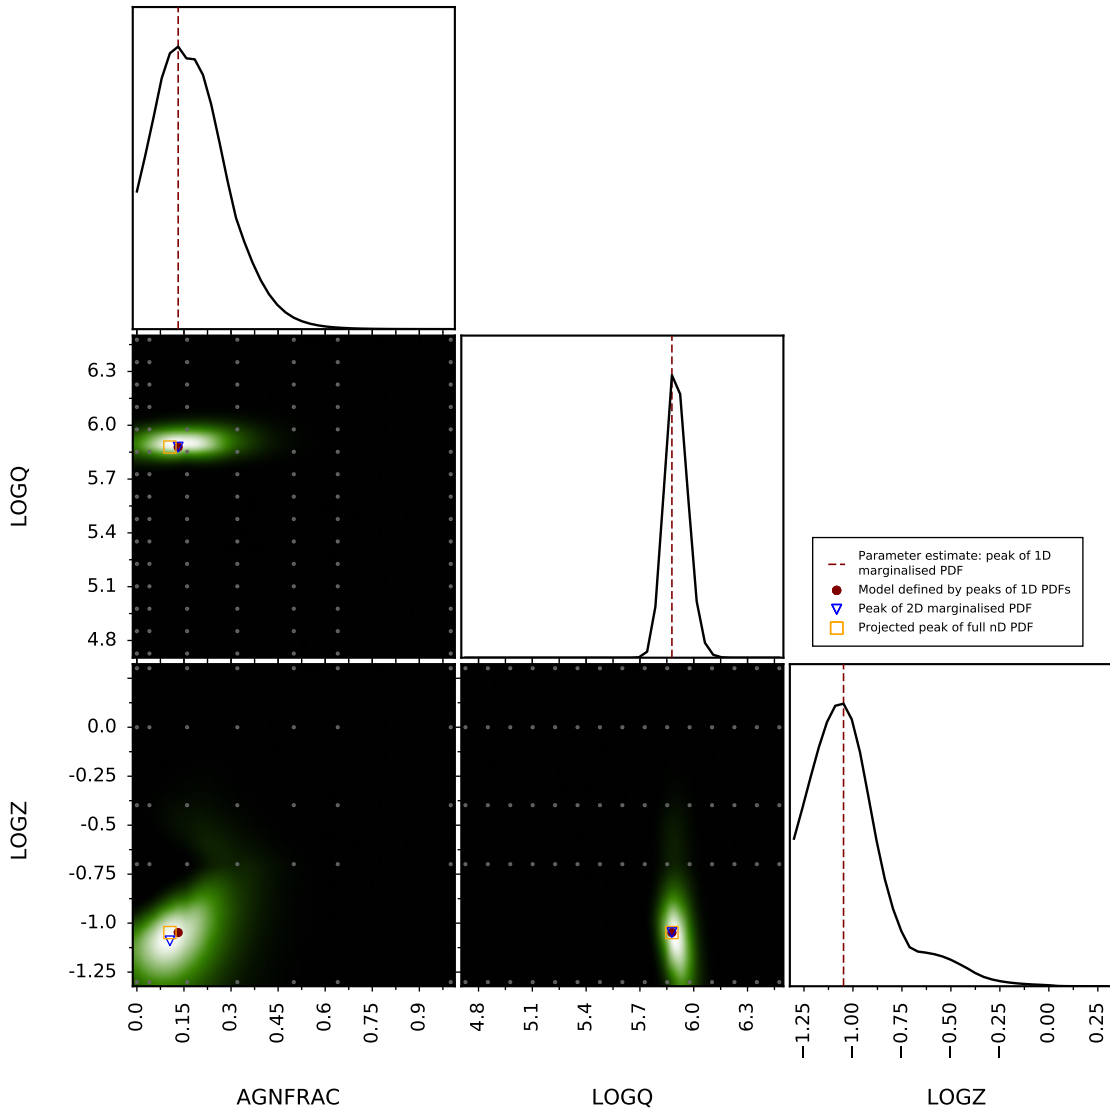 6.3
6.0
5.7
5.4
5.1
4.8
LOGQ
Parameter estimate: peak of 1D
marginalised PDF
Model defined by peaks of 1D PDFs
Peak of 2D marginalised PDF
Projected peak of full nD PDF
0.0
-0.25
-0.5
-0.75
-1.0
-1.25
LOGZ
0.0 0.15 0.3 0.45 0.6 0.75 0.9
4.8 5.1 5.4 5.7 6.0 6.3
−1.25 −1.00 −0.75 −0.50 −0.25 0.00 0.25
AGNFRAC LOGQ LOGZ